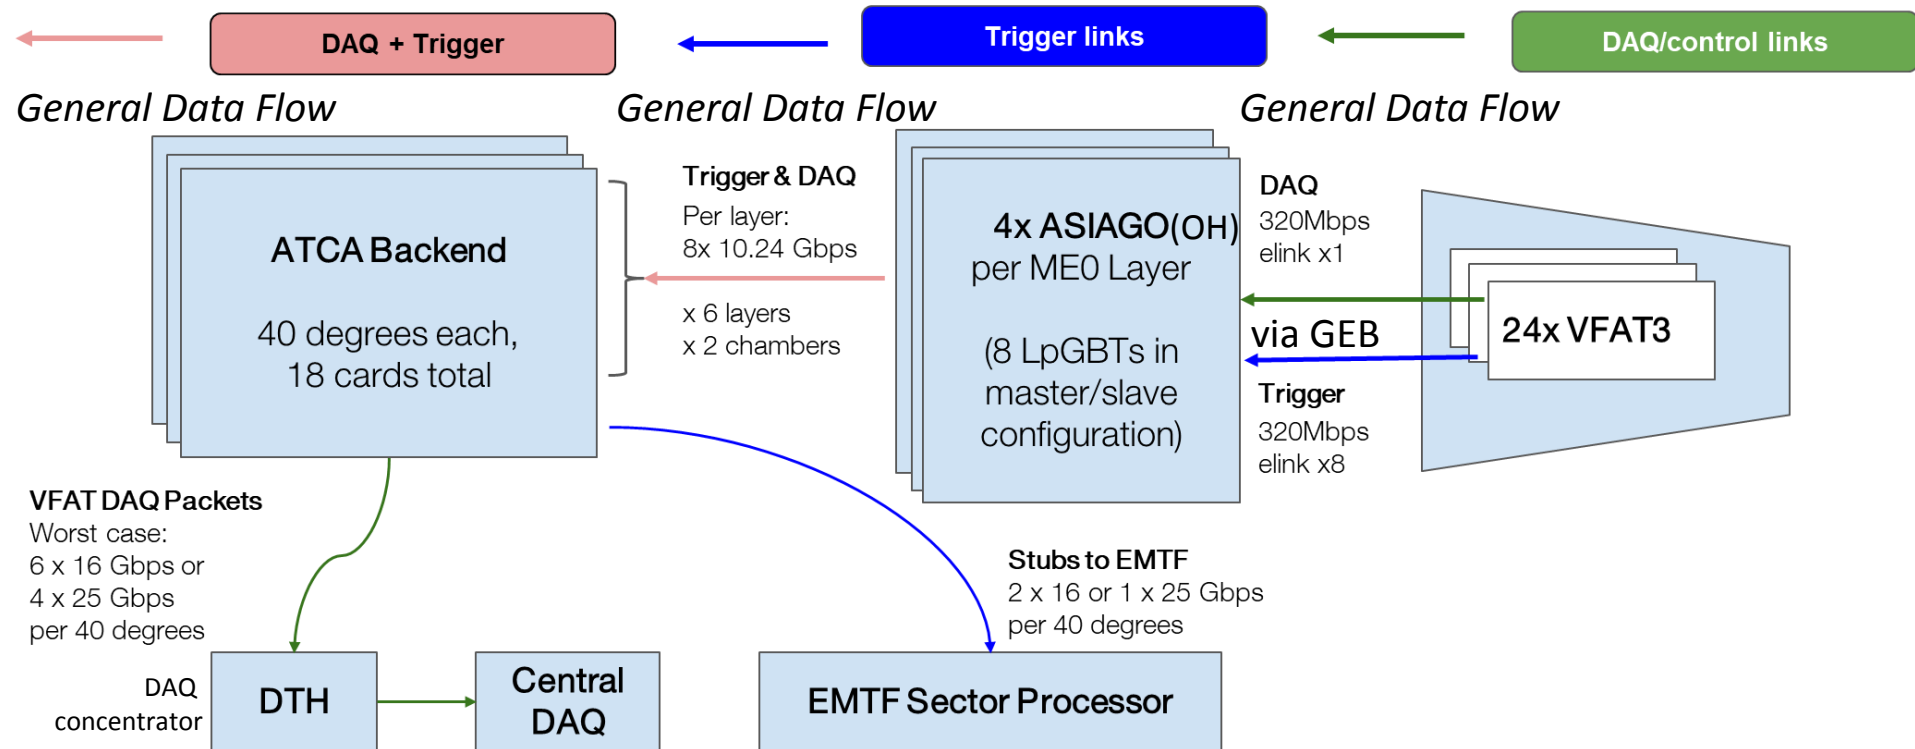 DAQ + Trigger
Trigger links
DAQ/control links
General Data Flow
General Data Flow
General Data Flow
ATCA Backend
40 degrees each,
18 cards total
Trigger & DAQ
Per layer:
8x 10.24 Gbps
x 6 layers
x 2 chambers
4x ASIAGO(OH)
per ME0 Layer
(8 LpGBTs in
master/slave
configuration)
DAQ
320Mbps
elink x1
via GEB
Trigger
320Mbps
elink x8
24x VFAT3
VFAT DAQ Packets
Worst case:
6 x 16 Gbps or
4 x 25 Gbps
per 40 degrees
Stubs to EMTF
2 x 16 or 1 x 25 Gbps
per 40 degrees
DAQ
concentrator
DTH
Central
DAQ
EMTF Sector Processor